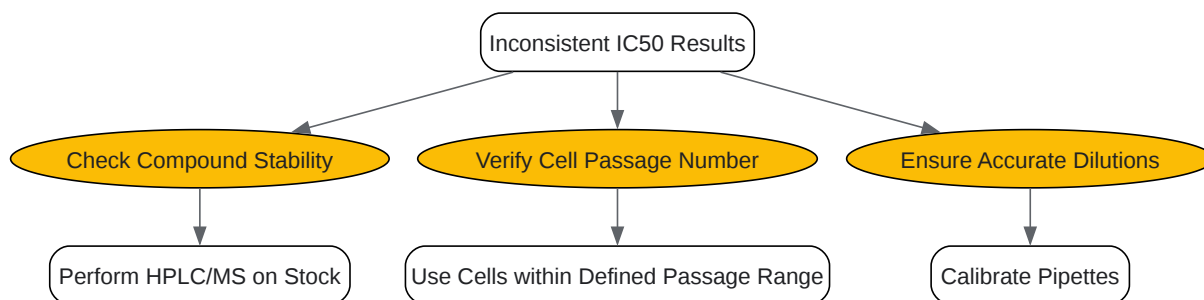 Inconsistent IC50 Results
Check Compound Stability
Verify Cell Passage Number
Ensure Accurate Dilutions
Perform HPLC/MS on Stock
Use Cells within Defined Passage Range
Calibrate Pipettes